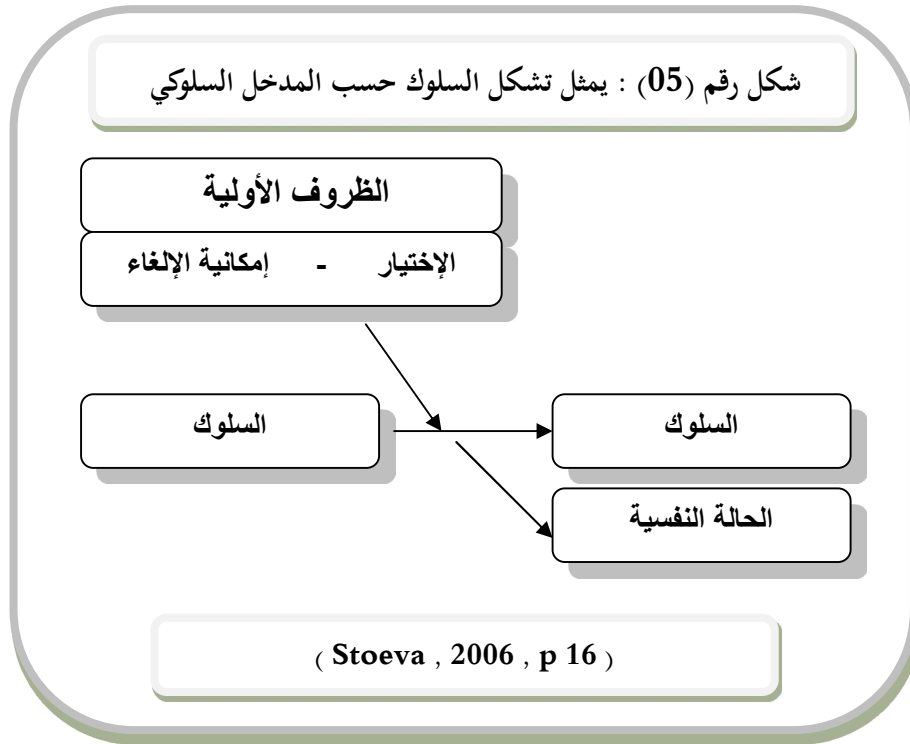 شكل رقم (05) : يمثل تشكل السلوك حسب المدخل السلوكي
الظروف الأولية
الإختيار - إمكانية الإلغاء
السلوك
السلوك
الحالة النفسية
( Stoeva , 2006 , p 16 )